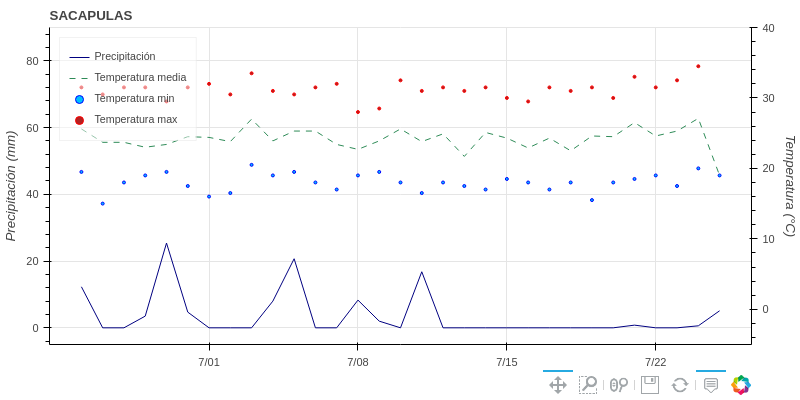 SACAPULAS
Precipitación
Temperatura media
Temperatura min
Temperatura max
80
60
40
20
0
Precipitación (mm)
40
30
20
10
0
Temperatura (°C)
7/01
7/08
7/15
7/22